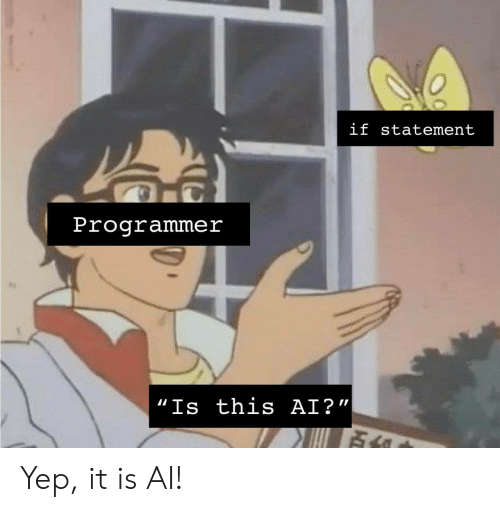 if statement
Programmer
"Is this AI?"
Yep, it is AI!